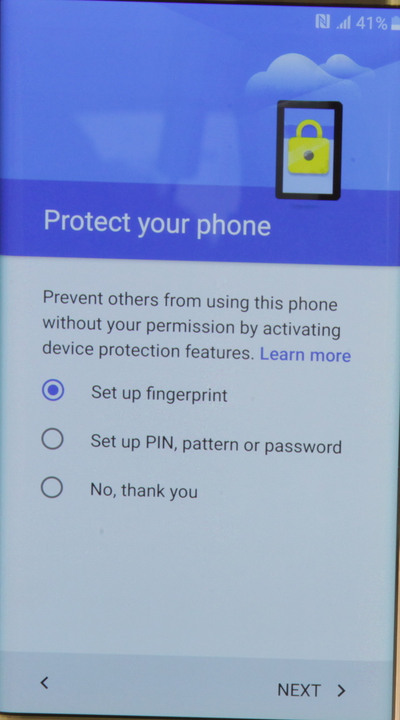 N 41%
Protect your phone
Prevent others from using this phone
without your permission by activating
device protection features. Learn more
Set up fingerprint
Set up PIN, pattern or password
No, thank you
NEXT